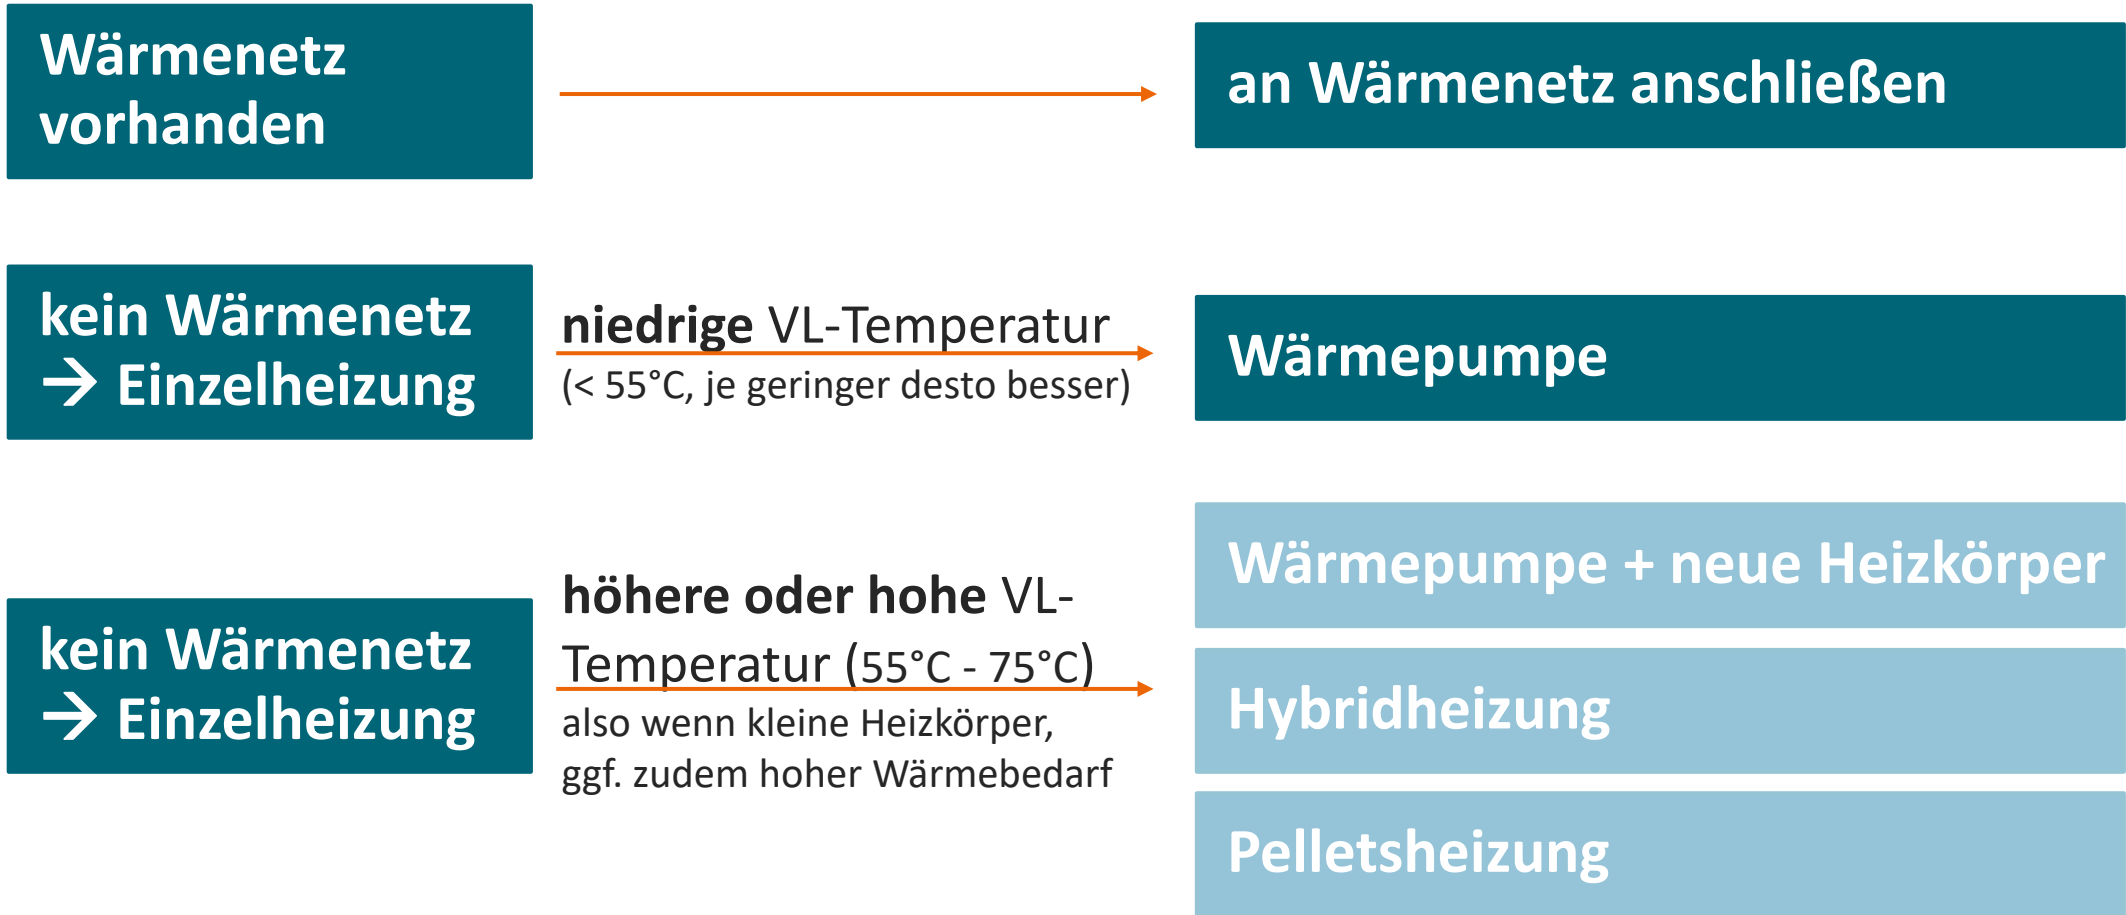 Wärmenetz
vorhanden
an Wärmenetz anschließen
kein Wärmenetz
→ Einzelheizung
niedrige VL-Temperatur
(< 55°C, je geringer desto besser)
Wärmepumpe
kein Wärmenetz
→ Einzelheizung
höhere oder hohe VL-
Temperatur (55°C - 75°C)
also wenn kleine Heizkörper,
ggf. zudem hoher Wärmebedarf
Wärmepumpe + neue Heizkörper
Hybridheizung
Pelletsheizung